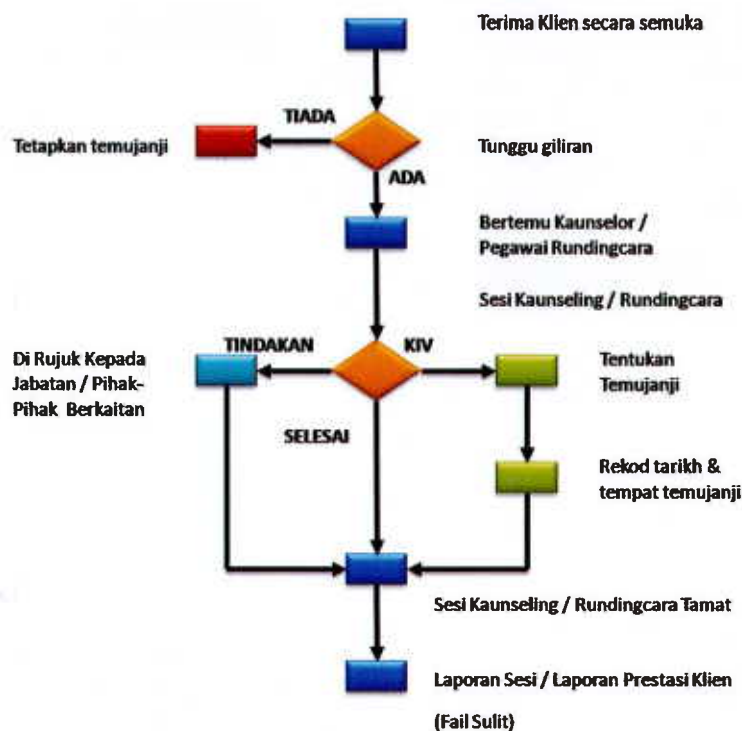 Terima Klien secara semuka
TIADA
Tetapkan temujanji
Tunggu giliran
ADA
Bertemu Kaunselor /
Pegawai Rundingcara
Sesi Kaunseling / Rundingcara
TINDAKAN
KIV
Di Rujuk Kepada
Jabatan / Pihak-
Pihak Berkaitan
Tentukan
Temujanji
SELESAI
Rekod tarikh &
tempat temujanji
Sesi Kaunseling / Rundingcara Tamat
Laporan Sesi / Laporan Prestasi Klien
(Fail Sulit)